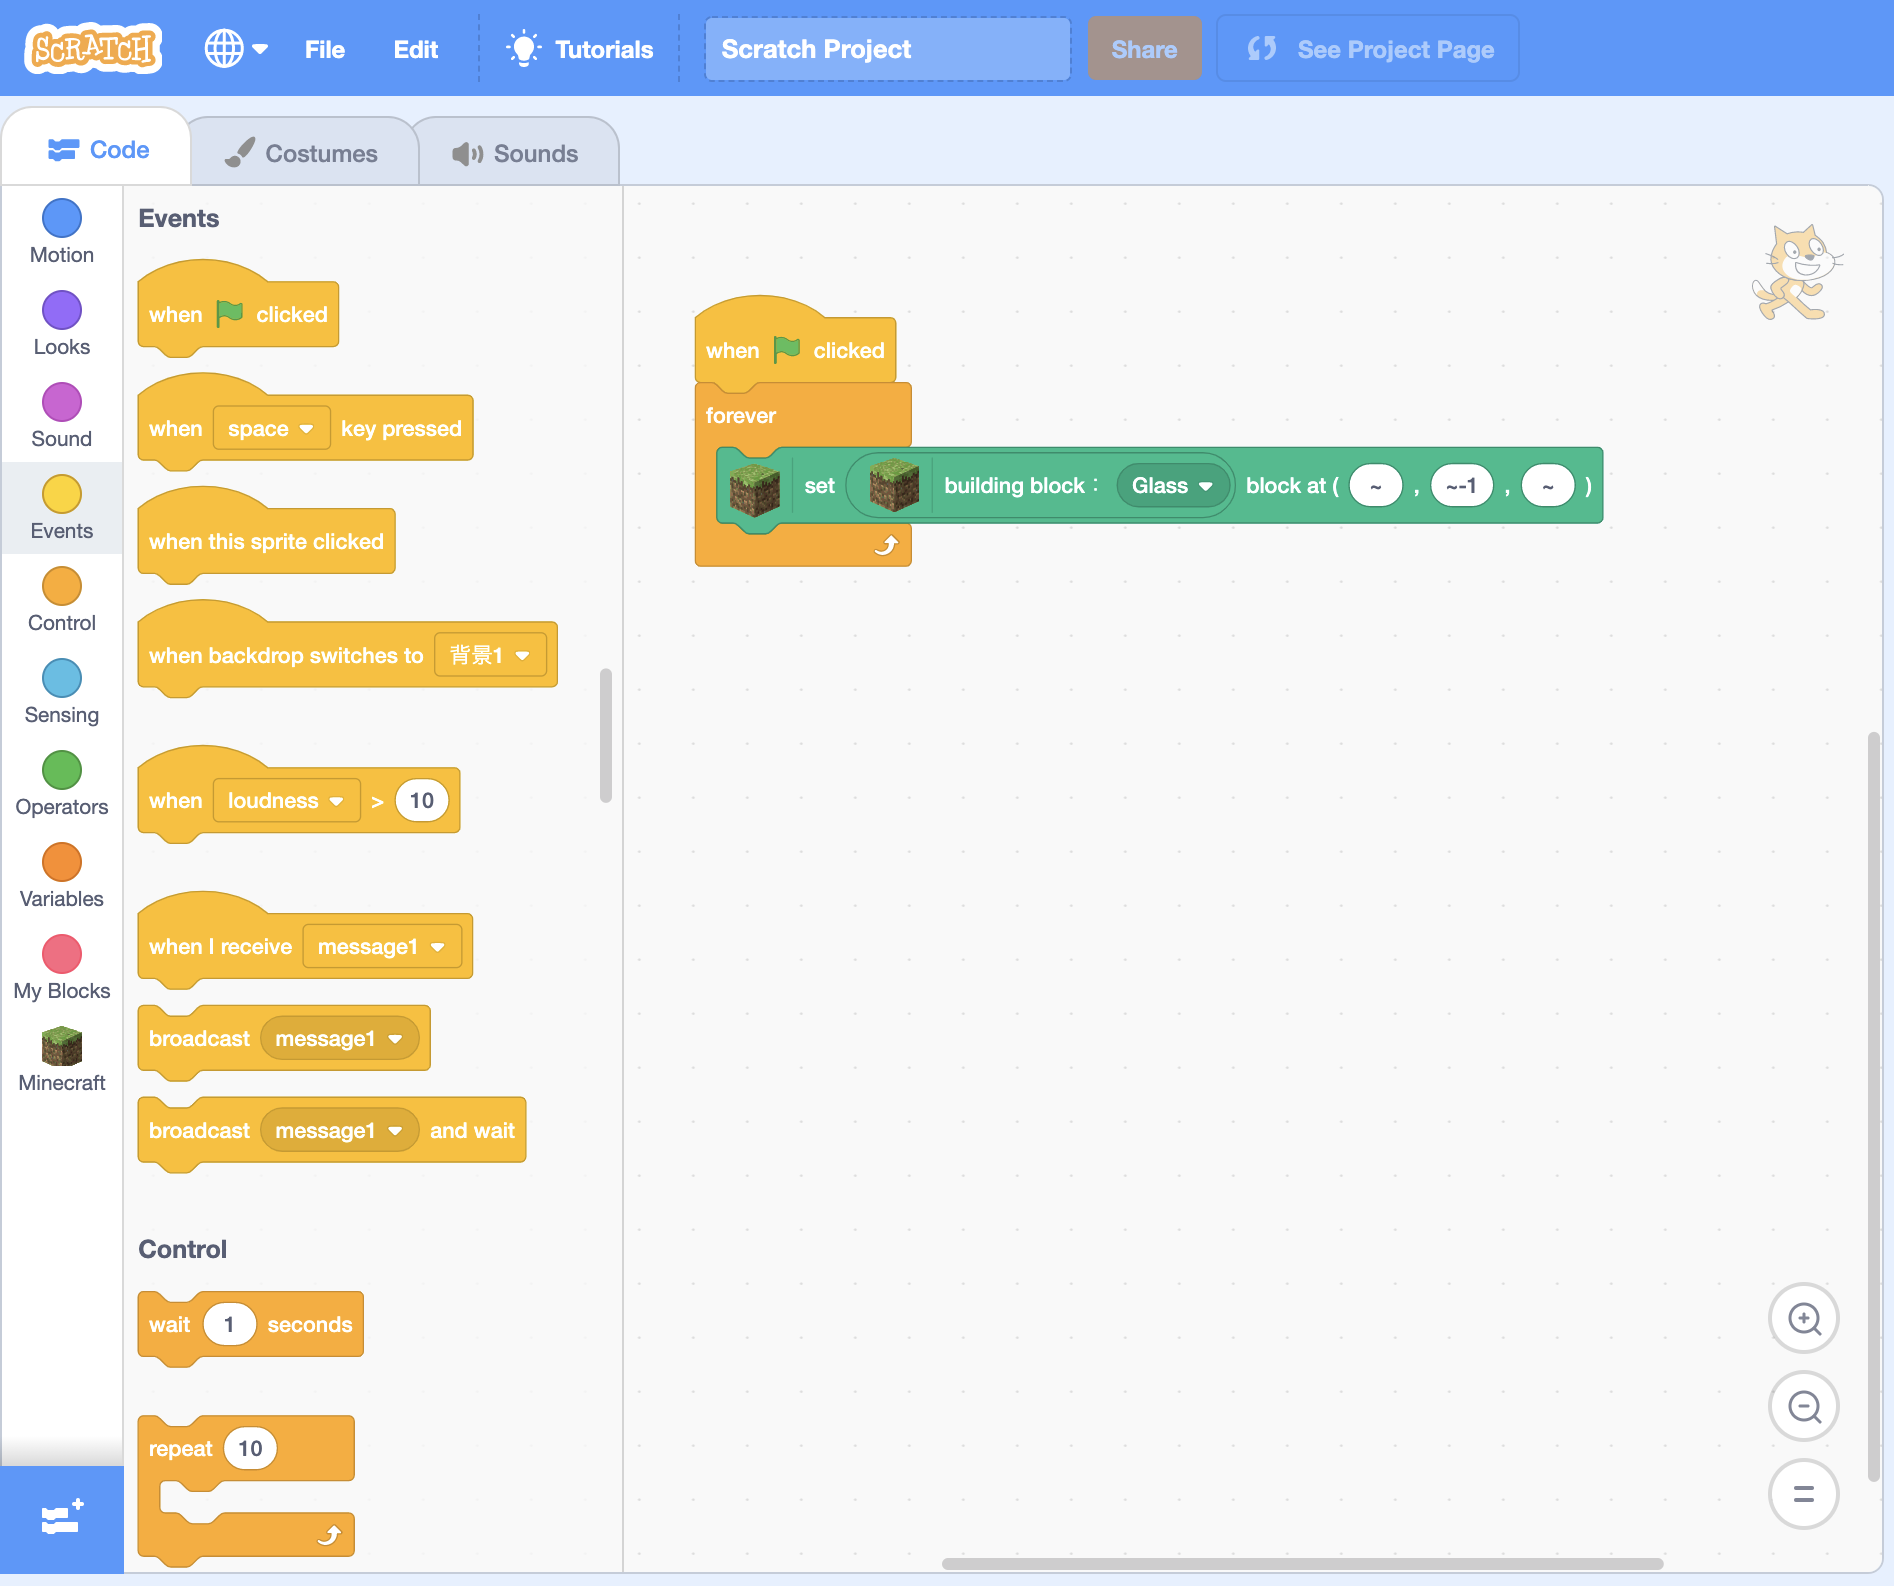 SCRATCH File Edit Tutorials Scratch Project Share See Project Page
Code Costumes Sounds
Motion
Looks
Sound
Events
Control
Sensing
Operators
Variables
My Blocks
Minecraft
Events
when clicked
when space key pressed
when this sprite clicked
when backdrop switches to 背景1
when loudness > 10
when I receive message1
broadcast message1
broadcast message1 and wait
Control
wait 1 seconds
repeat 10
when clicked
forever
set building block： Glass block at ( ~ , ~-1 , ~ )